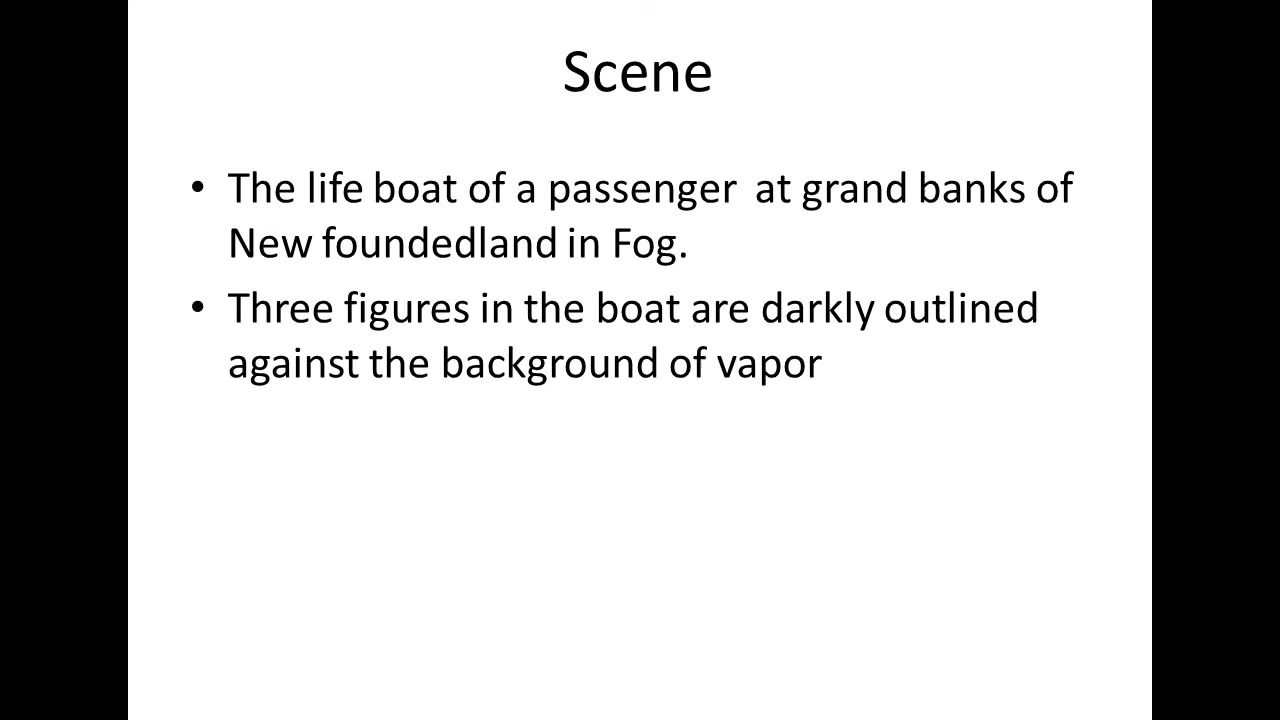 Scene
• The life boat of a passenger  at grand banks of
New foundedland in Fog.
• Three figures in the boat are darkly outlined
against the background of vapor